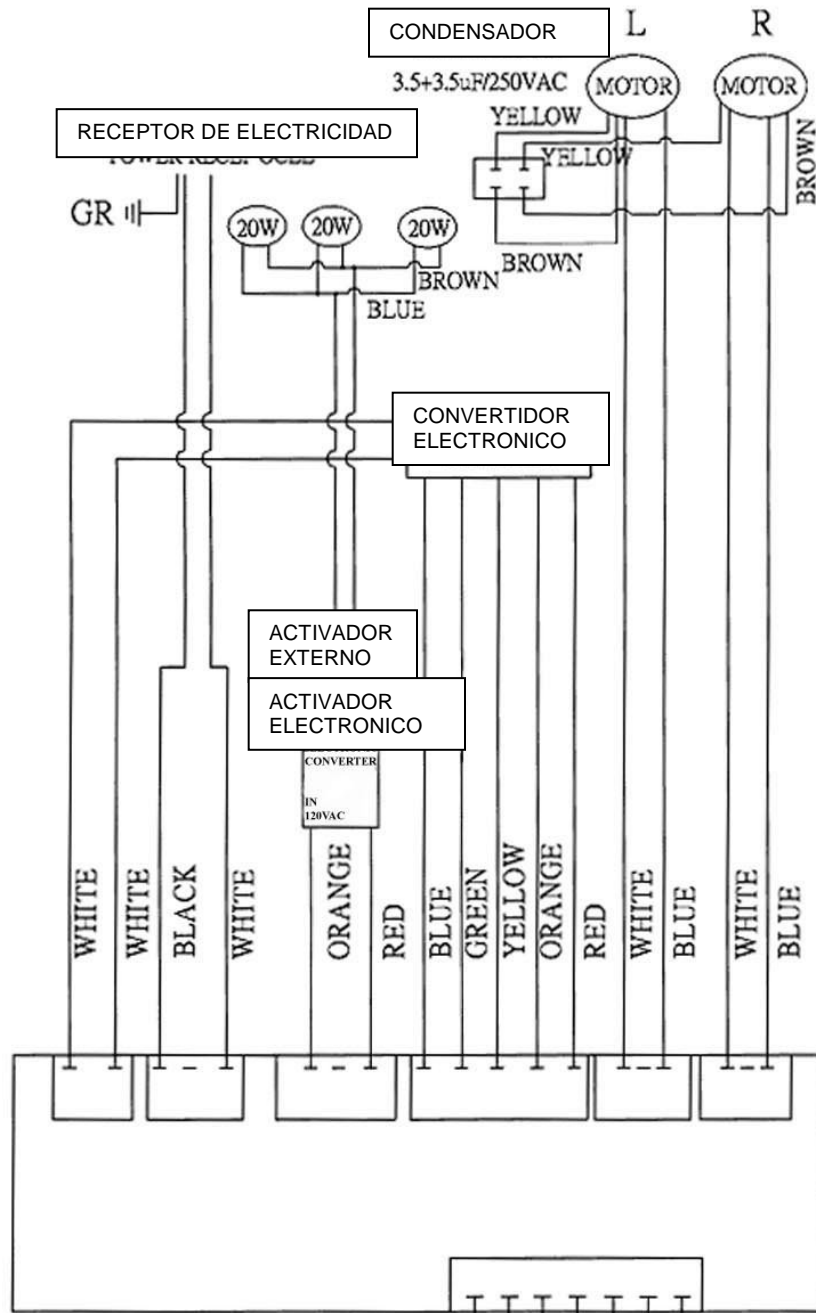 CONDENSADOR
L
R
3.5+3.5uF/250VAC
MOTOR
MOTOR
YELLOW
YELLOW
BROWN
BROWN
RECEPTOR DE ELECTRICIDAD
GR
20W
20W
20W
BROWN
BLUE
CONVERTIDOR
ELECTRONICO
ACTIVADOR
EXTERNO
ACTIVADOR
ELECTRONICO
CONVERTER
IN
120VAC
WHITE
WHITE
BLACK
WHITE
ORANGE
RED
BLUE
GREEN
YELLOW
ORANGE
RED
WHITE
BLUE
WHITE
BLUE